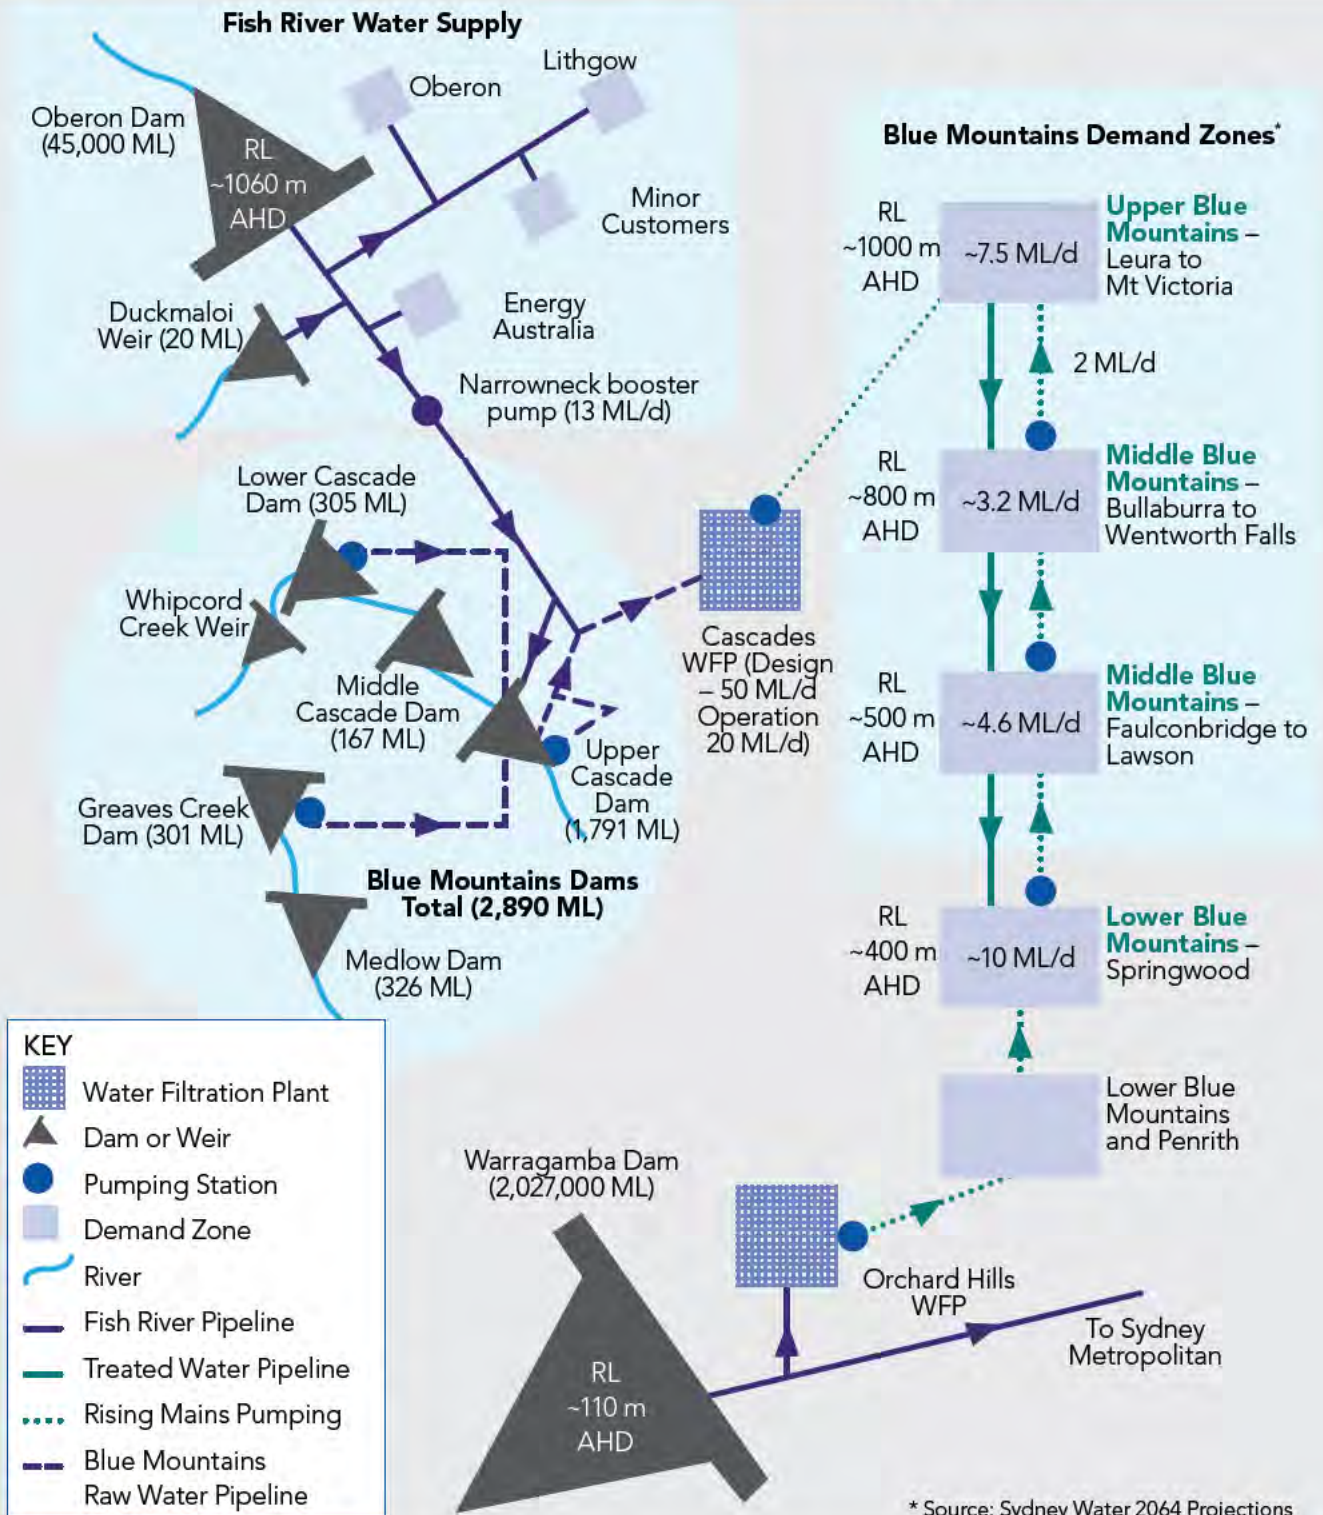 Fish River Water Supply
Lithgow
Oberon
Oberon Dam
(45,000 ML)
RL
~1060 m
AHD
Minor
Customers
Duckmaloi
Weir (20 ML)
Energy
Australia
Narrowneck booster
pump (13 ML/d)
Blue Mountains Demand Zones*
RL
~1000 m
AHD
~7.5 ML/d
Upper Blue
Mountains –
Leura to
Mt Victoria
2 ML/d
RL
~800 m
AHD
~3.2 ML/d
Middle Blue
Mountains –
Bullaburra to
Wentworth Falls
RL
~500 m
AHD
~4.6 ML/d
Middle Blue
Mountains –
Faulconbridge to
Lawson
RL
~400 m
AHD
~10 ML/d
Lower Blue
Mountains –
Springwood
Lower Blue
Mountains
and Penrith
Lower Cascade
Dam (305 ML)
Whipcord
Creek Weir
Middle
Cascade Dam
(167 ML)
Upper
Cascade
Dam
(1,791 ML)
Cascades
WFP (Design
– 50 ML/d
Operation
20 ML/d)
Greaves Creek
Dam (301 ML)
Blue Mountains Dams
Total (2,890 ML)
Medlow Dam
(326 ML)
Warragamba Dam
(2,027,000 ML)
RL
~110 m
AHD
Orchard Hills
WFP
To Sydney
Metropolitan
KEY
Water Filtration Plant
Dam or Weir
Pumping Station
Demand Zone
River
Fish River Pipeline
Treated Water Pipeline
Rising Mains Pumping
Blue Mountains
Raw Water Pipeline
* Source: Sydney Water 2064 Projections